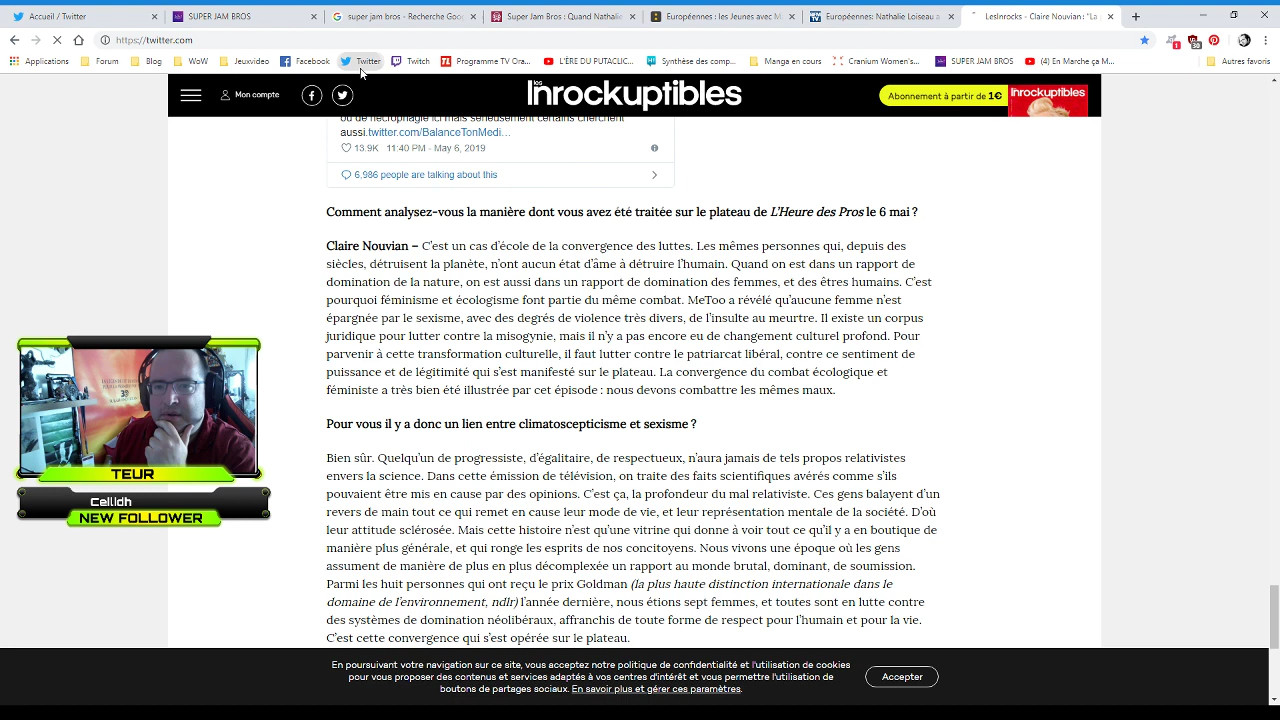 Accueil / Twitter
SUPER JAM BROS
super jam bros - Recherche Goo
Super Jam Bros : Quand Nathalie
Européennes : les Jeunes avec M
Européennes: Nathalie Loiseau a
LesInrocks - Claire Nouvian : "La p
https://twitter.com
Applications
Forum
Blog
WoW
Jeuxvideo
Facebook
Twitter
Twitch
Programme TV Ora...
L'ÈRE DU PUTACLIC...
Synthèse des comp...
Manga en cours
Cranium Women's...
SUPER JAM BROS
(4) En Marche ça M...
Autres favoris
Mon compte
les inrockuptibles
Abonnement à partir de 1€
inrockuptibles
ou de nécrophagie ici mais sérieusement certains cherchent
aussi.twitter.com/BalanceTonMedi…
13.9K 11:40 PM - May 6, 2019
6,986 people are talking about this
Comment analysez-vous la manière dont vous avez été traitée sur le plateau de L'Heure des Pros le 6 mai ?
Claire Nouvian – C'est un cas d'école de la convergence des luttes. Les mêmes personnes qui, depuis des
siècles, détruisent la planète, n'ont aucun état d'âme à détruire l'humain. Quand on est dans un rapport de
domination de la nature, on est aussi dans un rapport de domination des femmes, et des êtres humains. C'est
pourquoi féminisme et écologisme font partie du même combat. MeToo a révélé qu'aucune femme n'est
épargnée par le sexisme, avec des degrés de violence très divers, de l'insulte au meurtre. Il existe un corpus
juridique pour lutter contre la misogynie, mais il n'y a pas encore eu de changement culturel profond. Pour
parvenir à cette transformation culturelle, il faut lutter contre le patriarcat libéral, contre ce sentiment de
puissance et de légitimité qui s'est manifesté sur le plateau. La convergence du combat écologique et
féministe a très bien été illustrée par cet épisode : nous devons combattre les mêmes maux.
Pour vous il y a donc un lien entre climatoscepticisme et sexisme ?
Bien sûr. Quelqu'un de progressiste, d'égalitaire, de respectueux, n'aura jamais de tels propos relativistes
envers la science. Dans cette émission de télévision, on traite des faits scientifiques avérés comme s'ils
pouvaient être mis en cause par des opinions. C'est ça, la profondeur du mal relativiste. Ces gens balayent d'un
revers de main tout ce qui remet en cause leur mode de vie, et leur représentation sclérosée de la société. D'où
leur attitude sclérosée. Mais cette histoire n'est qu'une vitrine qui donne à voir tout ce qu'il y a en boutique de
manière plus générale, et qui ronge les esprits de nos concitoyens. Nous vivons une époque où les gens
assument de manière de plus en plus décomplexée un rapport au monde brutal, dominant, de soumission.
Parmi les huit personnes qui ont reçu le prix Goldman (la plus haute distinction internationale dans le
domaine de l'environnement, ndlr) l'année dernière, nous étions sept femmes, et toutes sont en lutte contre
des systèmes de domination néolibéraux, affranchis de toute forme de respect pour l'humain et pour la vie.
C'est cette convergence qui s'est opérée sur le plateau.
TEUR
Ceilidh
NEW FOLLOWER
En poursuivant votre navigation sur ce site, vous acceptez notre politique de confidentialité et l'utilisation de cookies
pour vous proposer des contenus et services adaptés à vos centres d'intérêt et vous permettre l'utilisation de
boutons de partages sociaux. En savoir plus et gérer ces paramètres.
Accepter